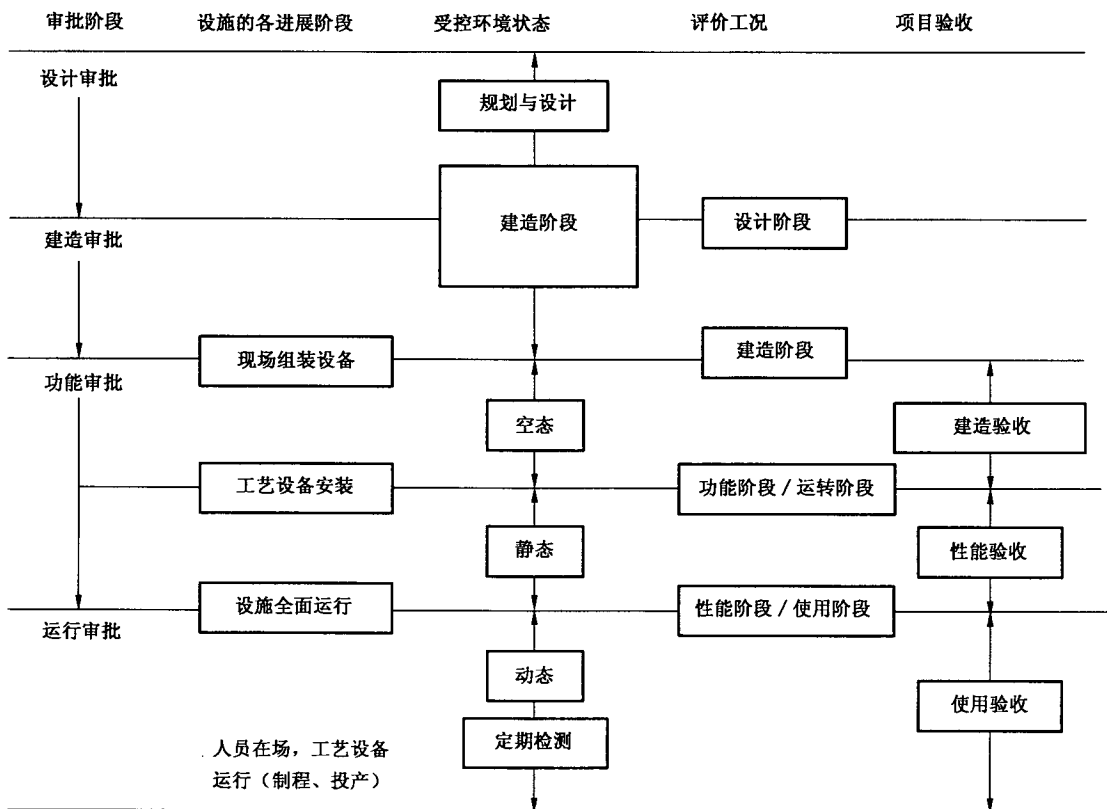 审批阶段 设施的各进展阶段 受控环境状态 评价工况 项目验收
设计审批
规划与设计
建造阶段
设计阶段
建造审批
现场组装设备
建造阶段
功能审批
空态
建造验收
工艺设备安装
功能阶段/运转阶段
静态
性能验收
设施全面运行
性能阶段/使用阶段
运行审批
动态
使用验收
定期检测
人员在场，工艺设备
运行（制程、投产）